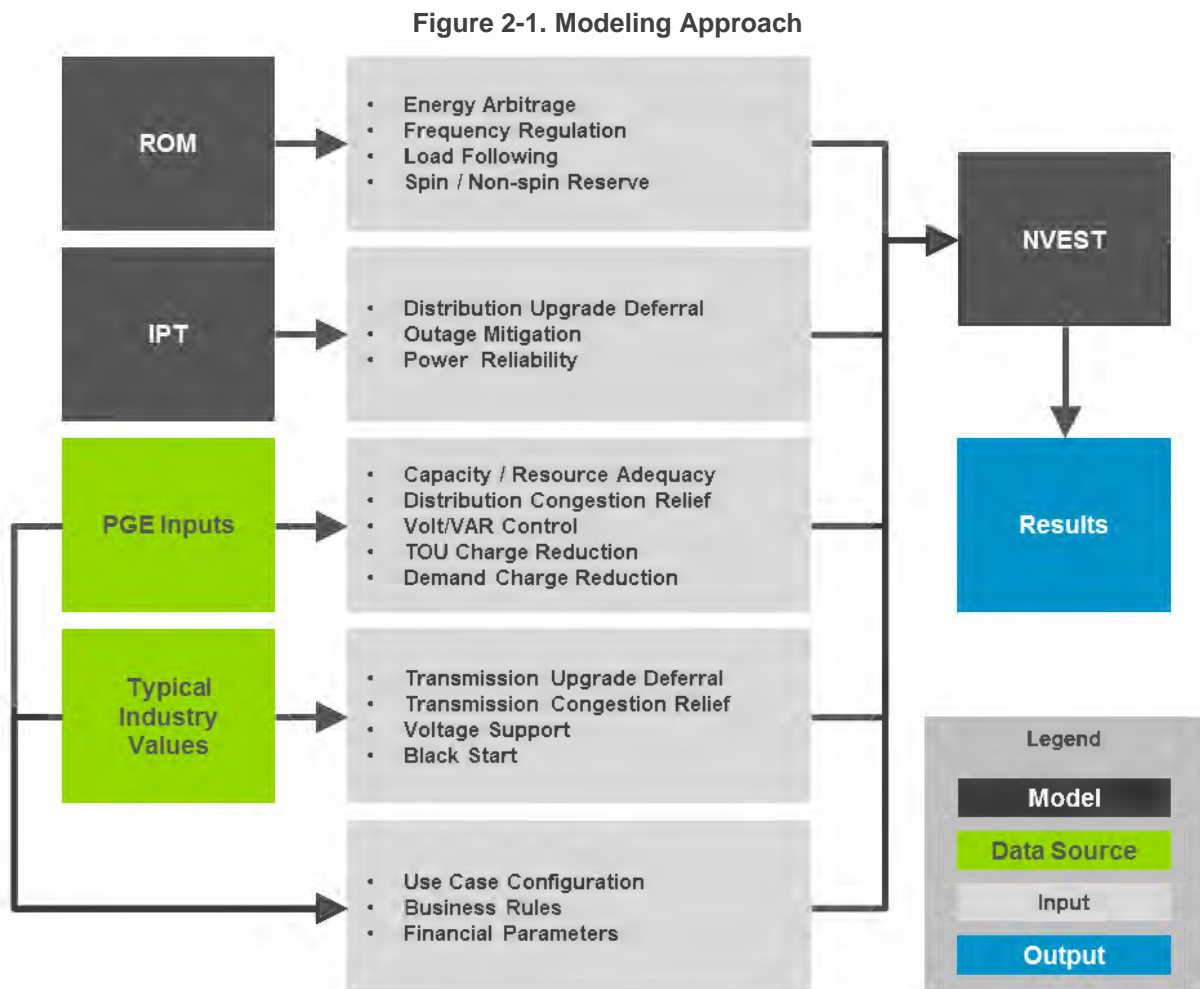 Figure 2-1. Modeling Approach
ROM
• Energy Arbitrage
• Frequency Regulation
• Load Following
• Spin / Non-spin Reserve
NVEST
IPT
• Distribution Upgrade Deferral
• Outage Mitigation
• Power Reliability
PGE Inputs
• Capacity / Resource Adequacy
• Distribution Congestion Relief
• Volt/VAR Control
• TOU Charge Reduction
• Demand Charge Reduction
Results
Typical
Industry
Values
• Transmission Upgrade Deferral
• Transmission Congestion Relief
• Voltage Support
• Black Start
• Use Case Configuration
• Business Rules
• Financial Parameters
Legend
Model
Data Source
Input
Output